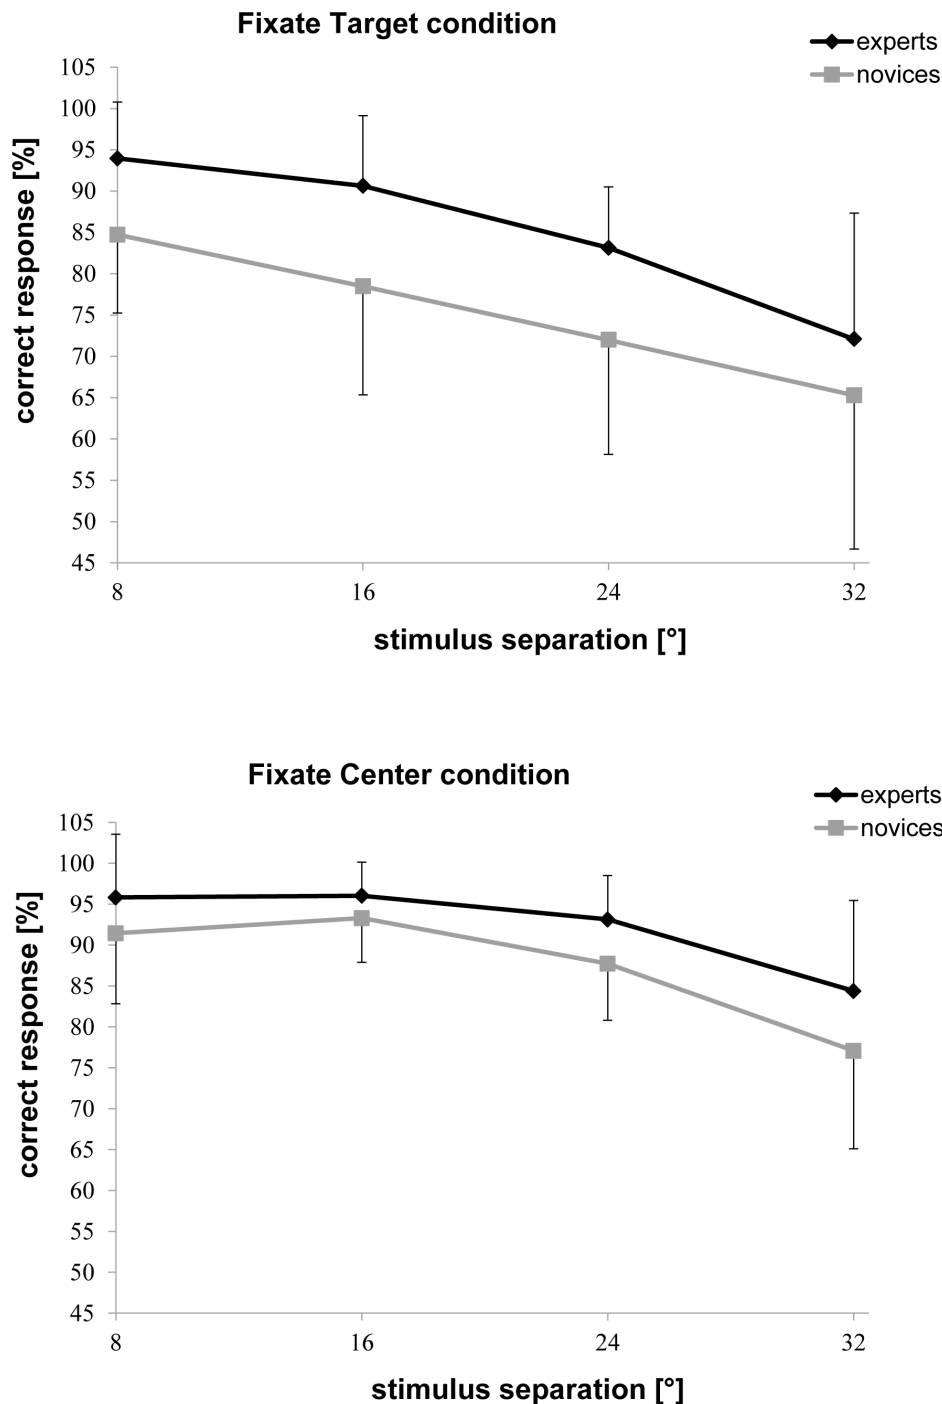 Fixate Target condition
experts
novices
105
100
95
90
85
80
75
70
65
60
55
50
45
correct response [%]
8 16 24 32
stimulus separation [°]
Fixate Center condition
experts
novices
105
100
95
90
85
80
75
70
65
60
55
50
45
correct response [%]
8 16 24 32
stimulus separation [°]